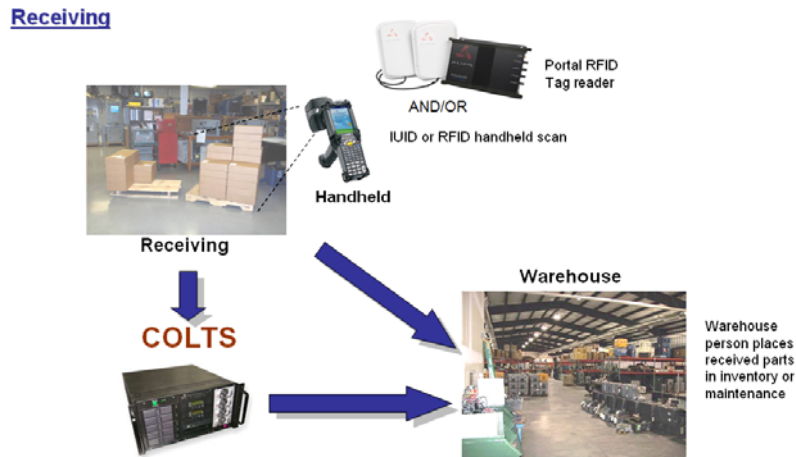 Receiving
Portal RFID
Tag reader
AND/OR
IUID or RFID handheld scan
Handheld
Receiving
Warehouse
COLTS
Warehouse
person places
received parts
in inventory or
maintenance